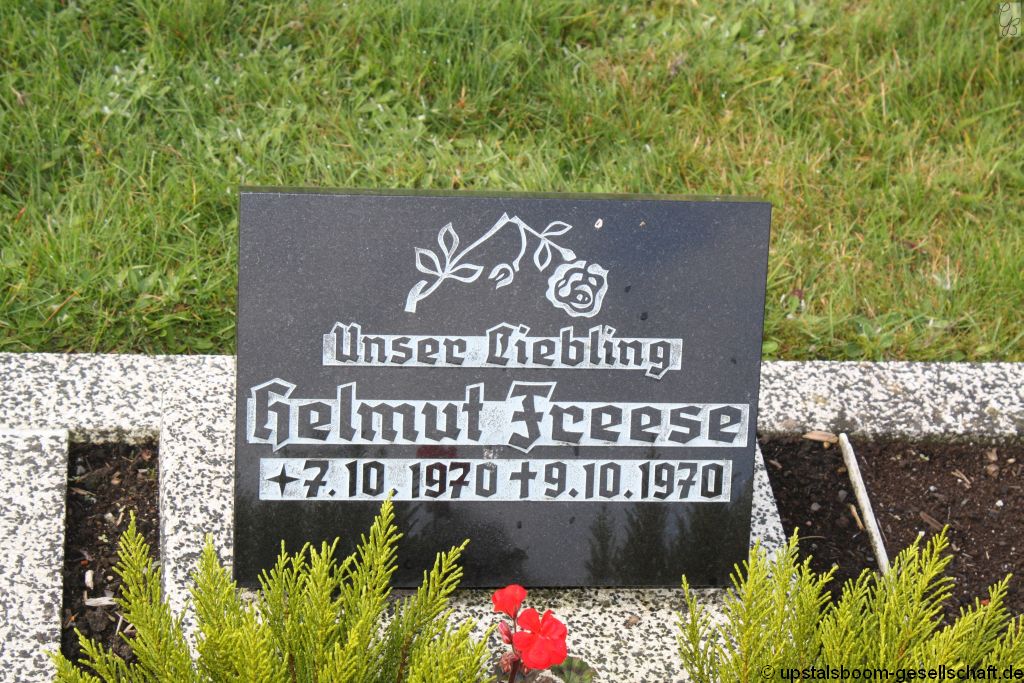 Unser Liebling
Helmut Freese
✦7.10.1970 ✝9.10.1970
© upstalsboom-gesellschaft.de